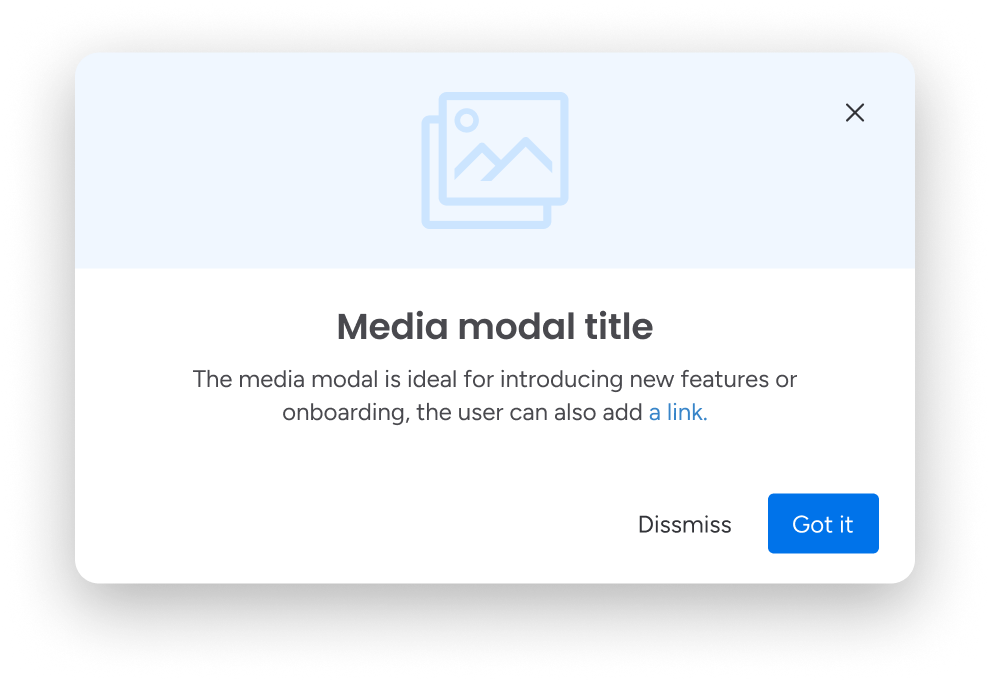 Media modal title
The media modal is ideal for introducing new features or
onboarding, the user can also add a link.
Dissmiss
Got it